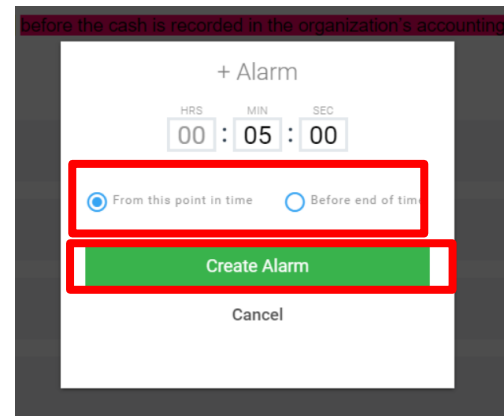 before the cash is recorded in the organization's accounting
+ Alarm
HRS MIN SEC
00 : 05 : 00
From this point in time Before end of time
Create Alarm
Cancel